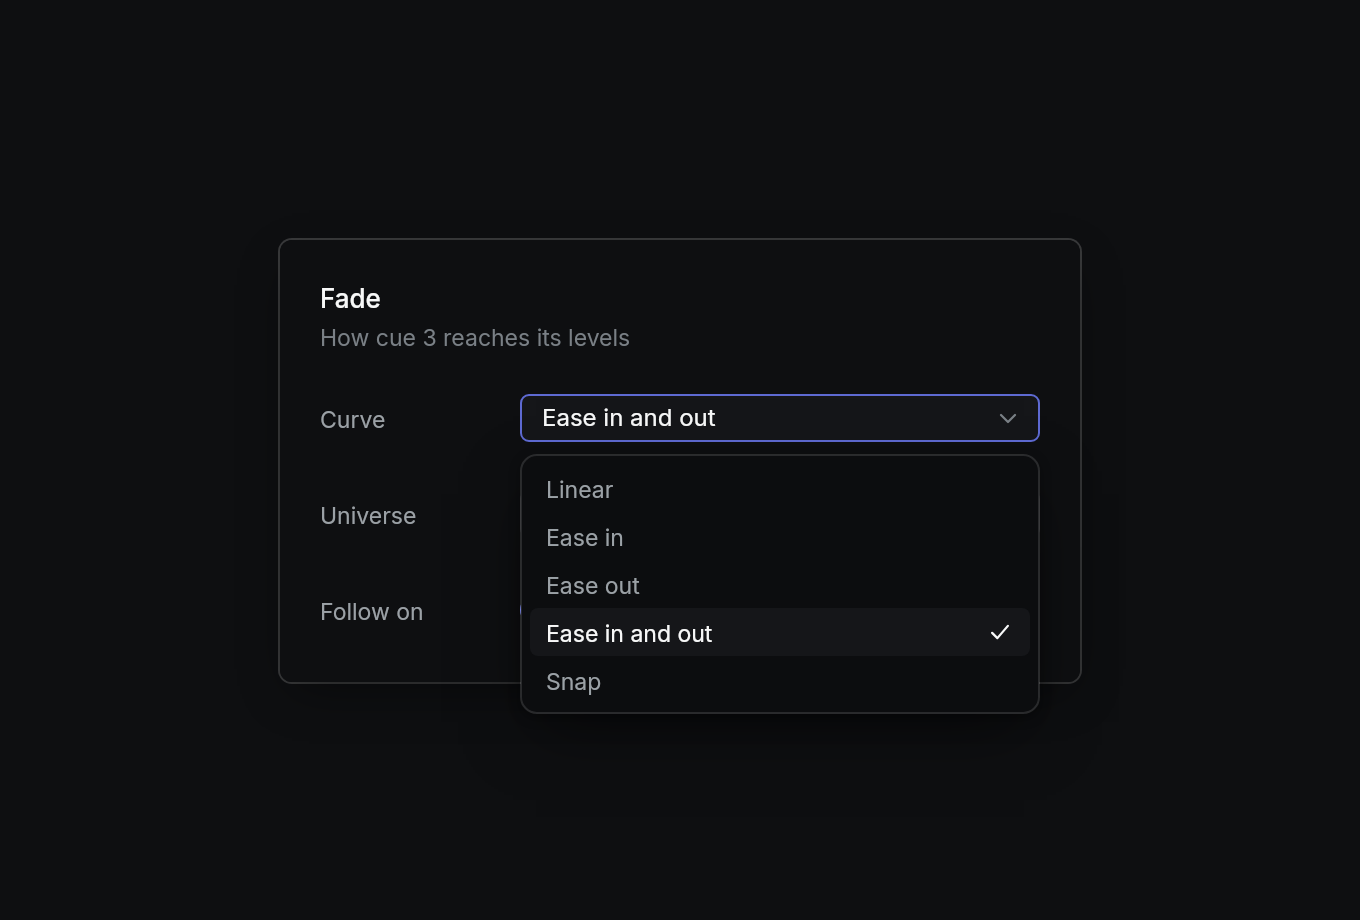 Fade
How cue 3 reaches its levels
Curve
Ease in and out
Linear
Universe
Ease in
Ease out
Follow on
Ease in and out
Snap